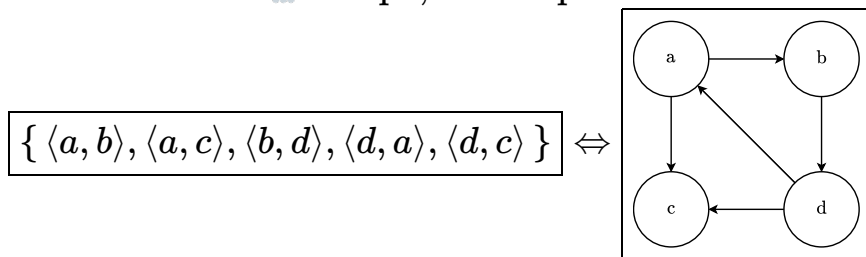 { ⟨a, b⟩, ⟨a, c⟩, ⟨b, d⟩, ⟨d, a⟩, ⟨d, c⟩ } ⇔
a b
c d